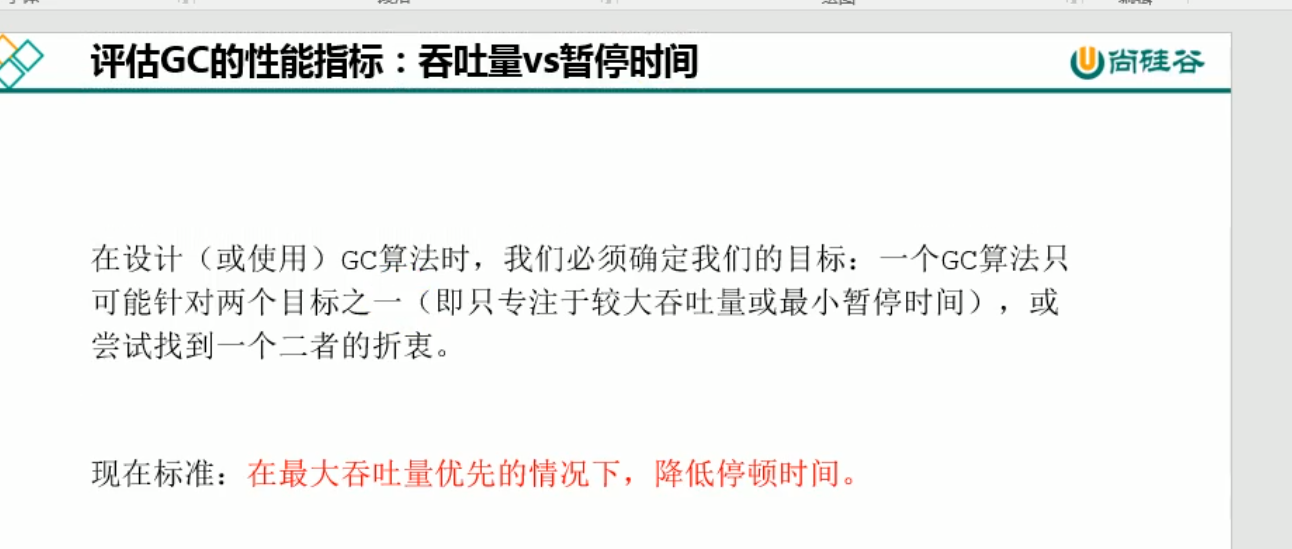 评估GC的性能指标：吞吐量vs暂停时间
尚硅谷
在设计（或使用）GC算法时，我们必须确定我们的目标：一个GC算法只
可能针对两个目标之一（即只专注于较大吞吐量或最小暂停时间），或
尝试找到一个二者的折衷。
现在标准：在最大吞吐量优先的情况下，降低停顿时间。